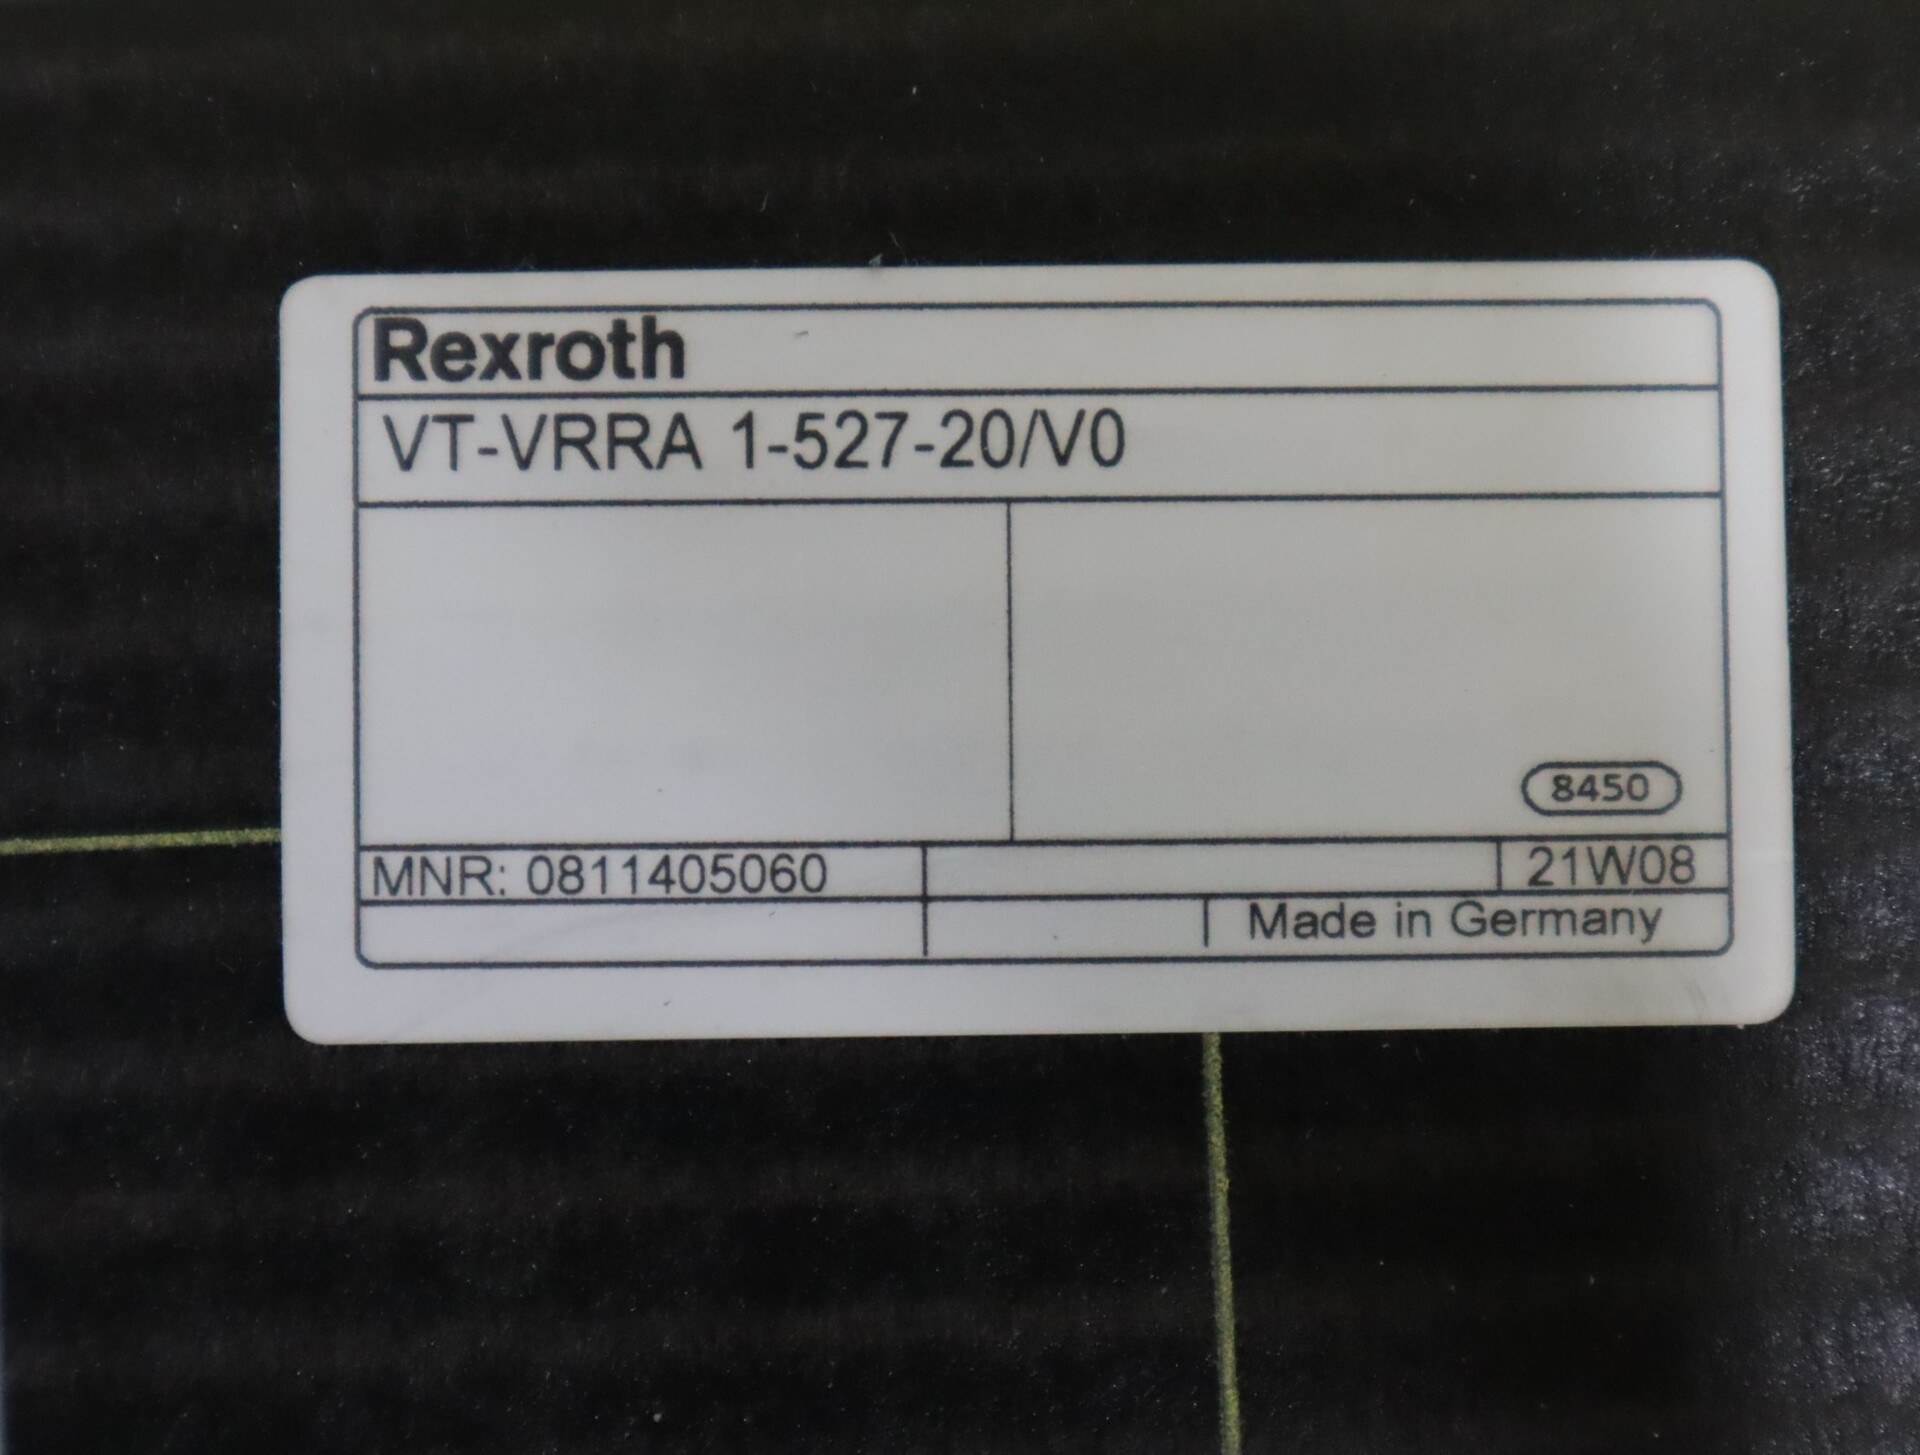 Rexroth
VT-VRRA 1-527-20/V0
8450
MNR: 0811405060
21W08
Made in Germany